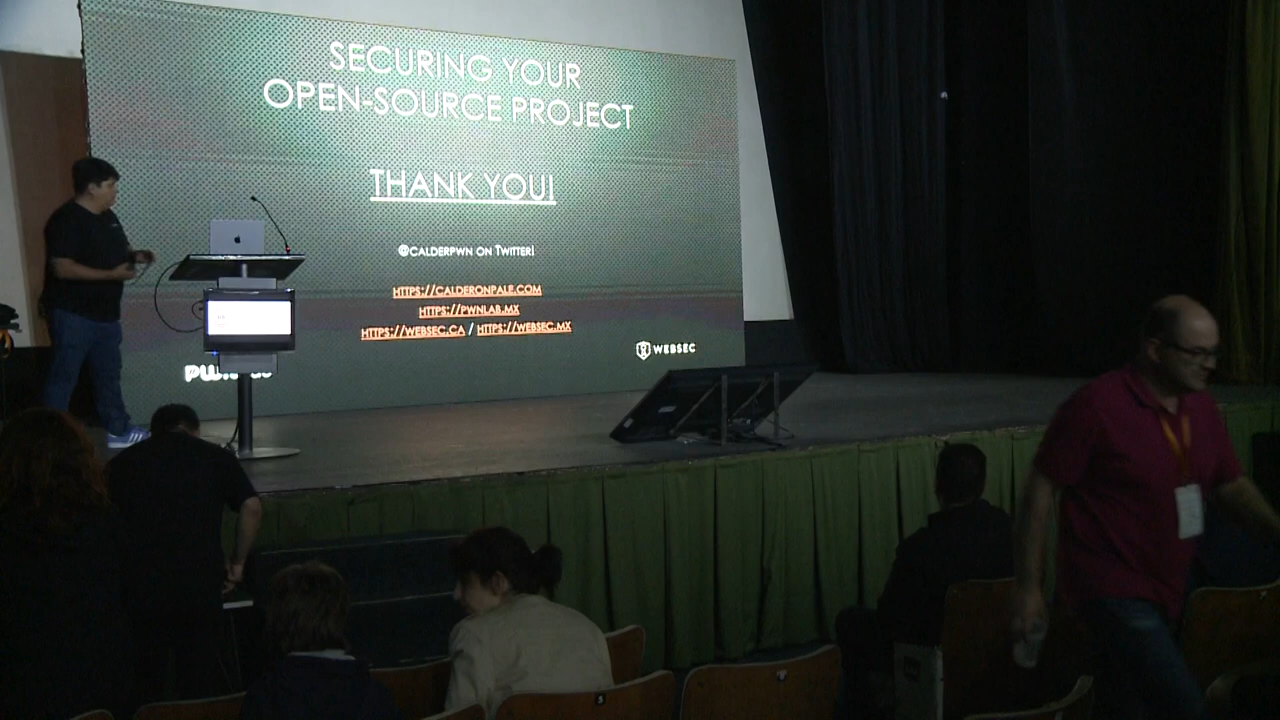 SECURING YOUR
OPEN-SOURCE PROJECT
THANK YOU!
@CALDERPWN ON TWITTER!
HTTPS://CALDERONPALE.COM
HTTPS://PWNLAB.MX
HTTPS://WEBSEC.CA / HTTPS://WEBSEC.MX
WEBSEC